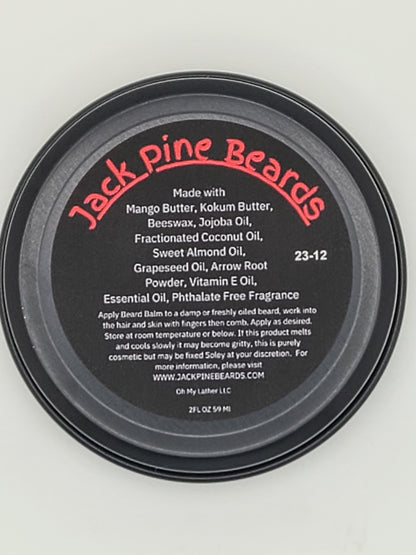 Jack Pine Beards
Made with
Mango Butter, Kokum Butter,
Beeswax, Jojoba Oil,
Fractionated Coconut Oil,
Sweet Almond Oil,
Grapeseed Oil, Arrow Root
Powder, Vitamin E Oil,
Essential Oil, Phthalate Free Fragrance
23-12
Apply Beard Balm to a damp or freshly oiled beard, work into
the hair and skin with fingers then comb. Apply as desired.
Store at room temperature or below. If this product melts
and cools slowly it may become gritty, this is purely
cosmetic but may be fixed Soley at your discretion. For
more information, please visit
WWW.JACKPINEBEARDS.COM
Oh My Lather LLC
2FL OZ 59 Ml